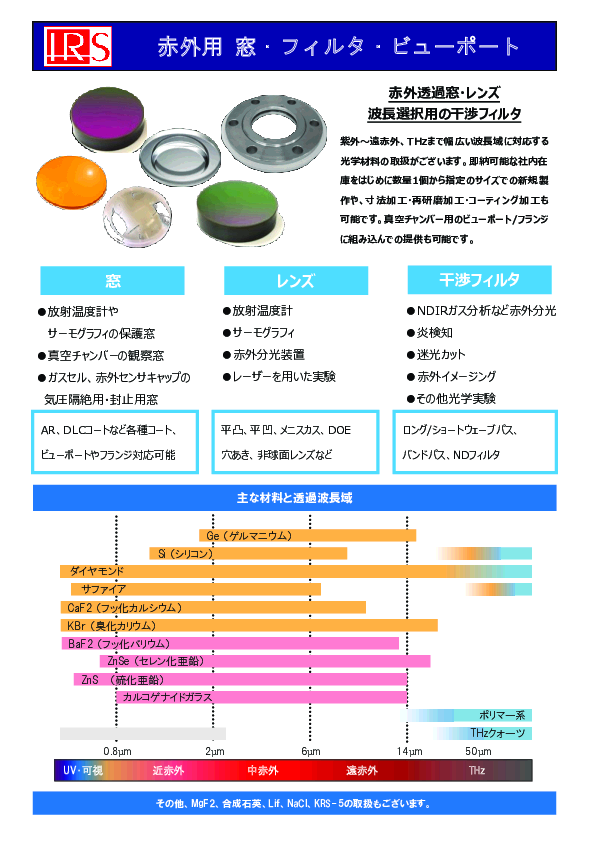 IRS
赤外用 窓・フィルタ・ビューポート
赤外透過窓・レンズ
波長選択用の干渉フィルタ
紫外～遠赤外、THzまで幅広い波長域に対応する
光学材料の取扱がございます。即納可能な社内在
庫をはじめに数量1個から指定のサイズでの新規製
作や、寸法加工・再研磨加工・コーティング加工も
可能です。真空チャンバー用のビューポート/フランジ
に組み込んでの提供も可能です。
窓
●放射温度計や
サーモグラフィの保護窓
●真空チャンバーの観察窓
●ガスセル、赤外センサキャップの
気圧隔絶用・封止用窓
AR、DLCコートなど各種コート、
ビューポートやフランジ対応可能
レンズ
●放射温度計
●サーモグラフィ
●赤外分光装置
●レーザーを用いた実験
平凸、平凹、メニスカス、DOE
穴あき、非球面レンズなど
干渉フィルタ
●NDIRガス分析など赤外分光
●炎検知
●迷光カット
●赤外イメージング
●その他光学実験
ロング/ショートウェーブパス、
バンドパス、NDフィルタ
主な材料と透過波長域
Ge（ゲルマニウム）
Si（シリコン）
ダイヤモンド
サファイア
CaF2（フッ化カルシウム）
KBr（臭化カリウム）
BaF2（フッ化バリウム）
ZnSe（セレン化亜鉛）
ZnS （硫化亜鉛）
カルコゲナイドガラス
ポリマー系
THzクォーツ
0.8μm 2μm 6μm 14μm 50μm
UV・可視 近赤外 中赤外 遠赤外 THz
その他、MgF2、合成石英、Lif、NaCl、KRS-5の取扱もございます。